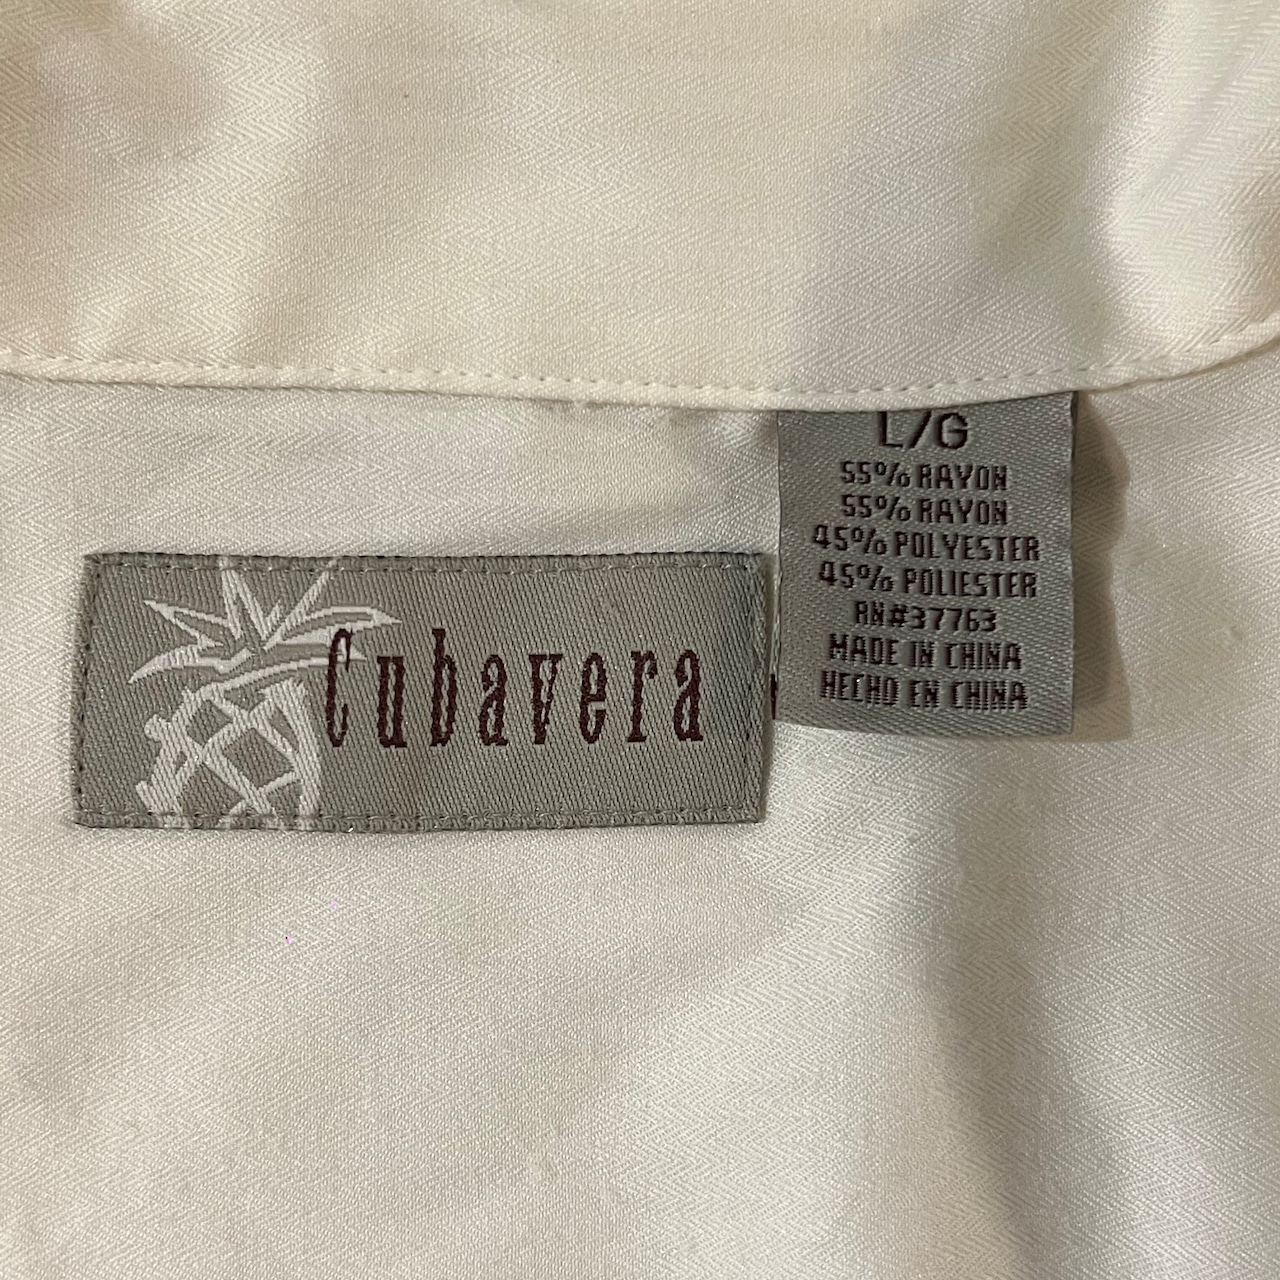 Cubavera
L/G
55% RAYON
55% RAYON
45% POLYESTER
45% POLIESTER
RN#37763
MADE IN CHINA
HECHO EN CHINA